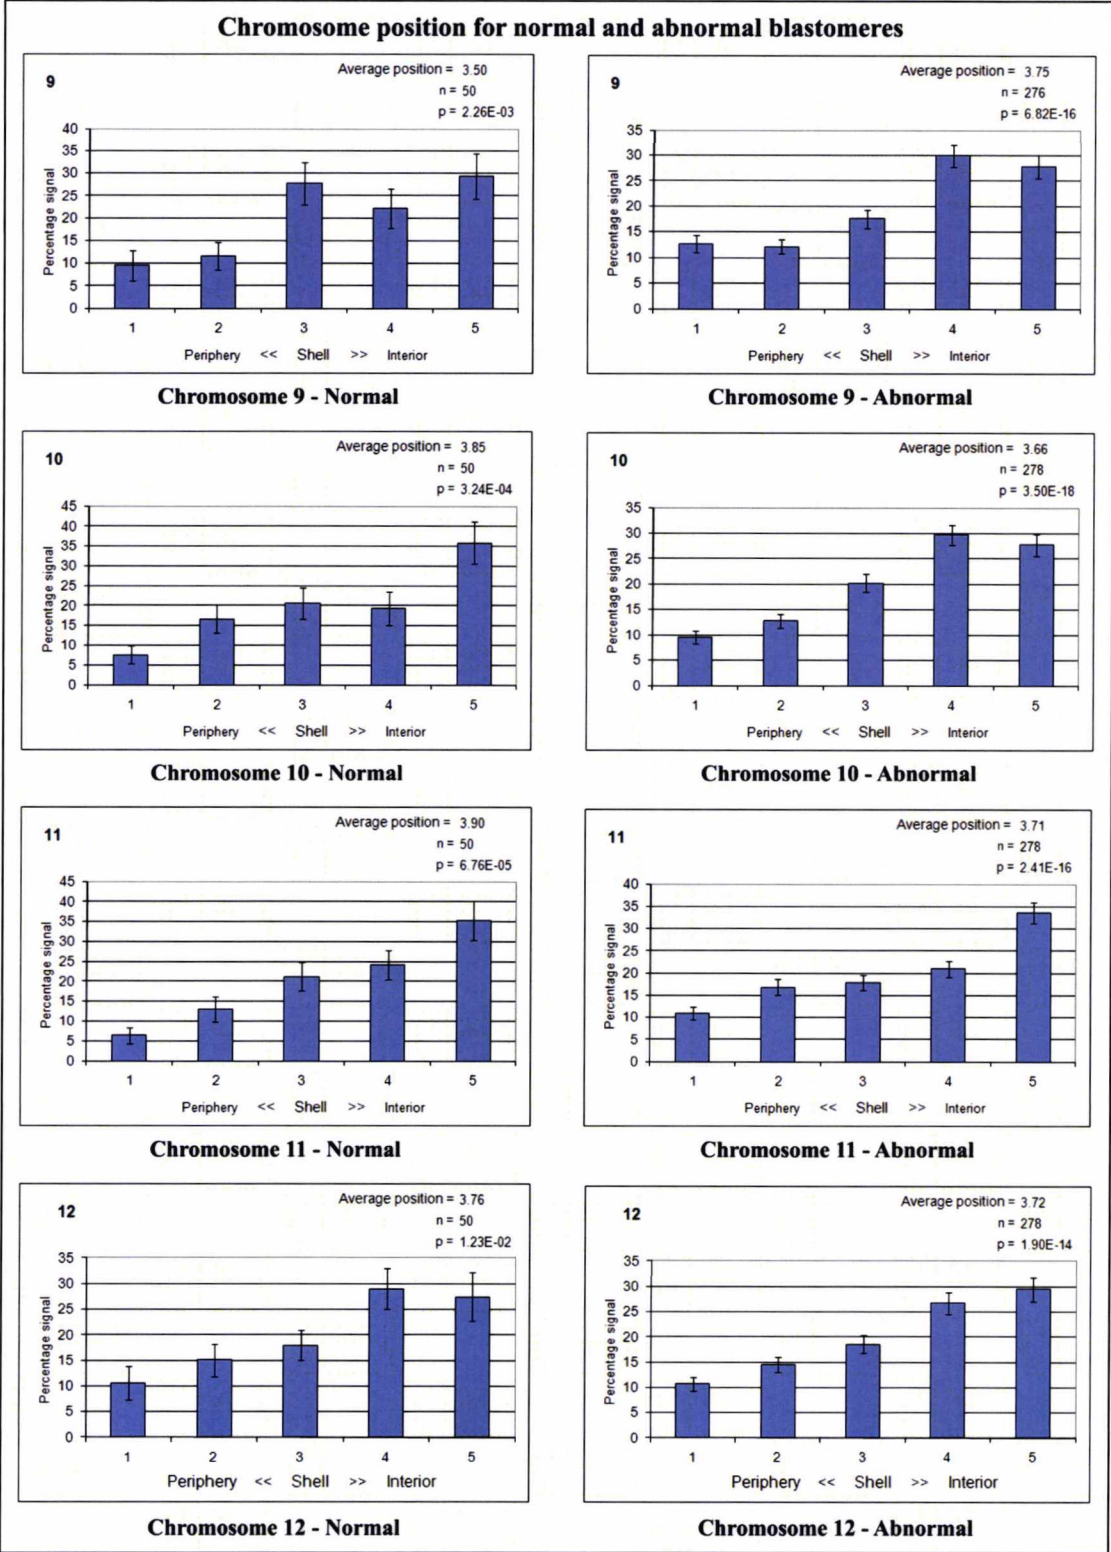 Chromosome position for normal and abnormal blastomeres
9
Average position = 3.50
n = 50
p = 2.26E-03
Percentage signal
40
35
30
25
20
15
10
5
0
1 2 3 4 5
Periphery << Shell >> Interior
Chromosome 9 - Normal
9
Average position = 3.75
n = 276
p = 6.82E-16
Percentage signal
35
30
25
20
15
10
5
0
1 2 3 4 5
Periphery << Shell >> Interior
Chromosome 9 - Abnormal
10
Average position = 3.85
n = 50
p = 3.24E-04
Percentage signal
45
40
35
30
25
20
15
10
5
0
1 2 3 4 5
Periphery << Shell >> Interior
Chromosome 10 - Normal
10
Average position = 3.66
n = 278
p = 3.50E-18
Percentage signal
35
30
25
20
15
10
5
0
1 2 3 4 5
Periphery << Shell >> Interior
Chromosome 10 - Abnormal
11
Average position = 3.90
n = 50
p = 6.76E-05
Percentage signal
45
40
35
30
25
20
15
10
5
0
1 2 3 4 5
Periphery << Shell >> Interior
Chromosome 11 - Normal
11
Average position = 3.71
n = 278
p = 2.41E-16
Percentage signal
40
35
30
25
20
15
10
5
0
1 2 3 4 5
Periphery << Shell >> Interior
Chromosome 11 - Abnormal
12
Average position = 3.76
n = 50
p = 1.23E-02
Percentage signal
35
30
25
20
15
10
5
0
1 2 3 4 5
Periphery << Shell >> Interior
Chromosome 12 - Normal
12
Average position = 3.72
n = 278
p = 1.90E-14
Percentage signal
35
30
25
20
15
10
5
0
1 2 3 4 5
Periphery << Shell >> Interior
Chromosome 12 - Abnormal